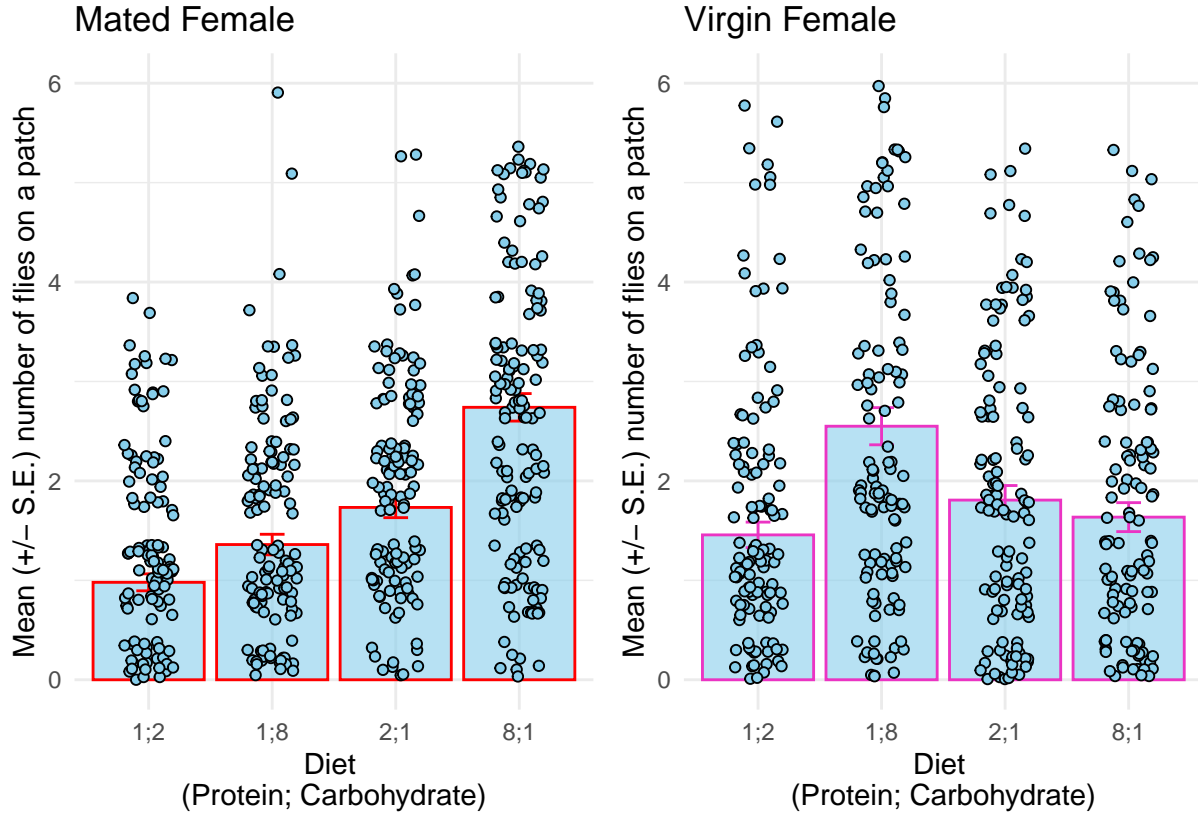 Mated Female
Mean (+/− S.E.) number of flies on a patch
6
4
2
0
1;2 1;8 2;1 8;1
Diet
(Protein; Carbohydrate)
Virgin Female
Mean (+/− S.E.) number of flies on a patch
6
4
2
0
1;2 1;8 2;1 8;1
Diet
(Protein; Carbohydrate)